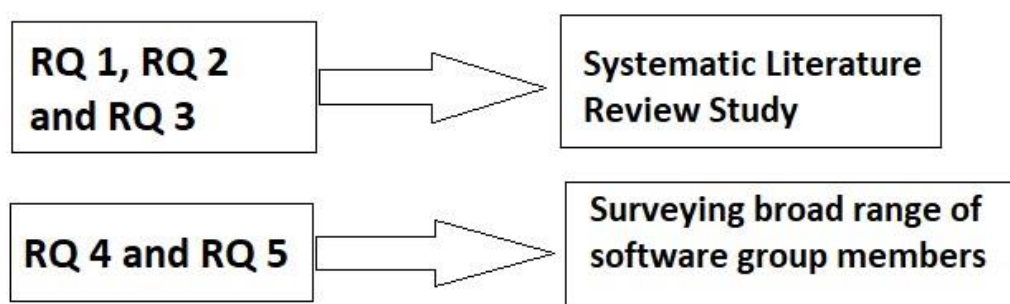 RQ 1, RQ 2
and RQ 3
Systematic Literature
Review Study
RQ 4 and RQ 5
Surveying broad range of
software group members